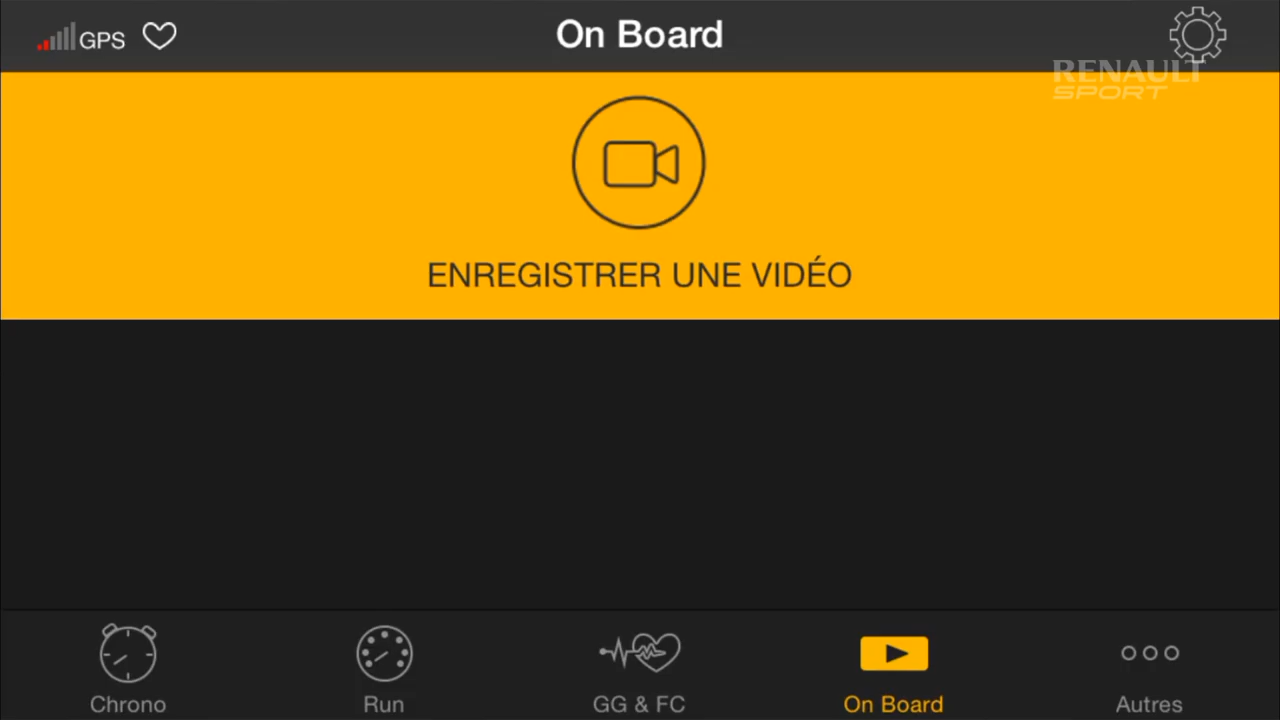 GPS
On Board
RENAULT
SPORT
ENREGISTRER UNE VIDÉO
Chrono
Run
GG & FC
On Board
Autres